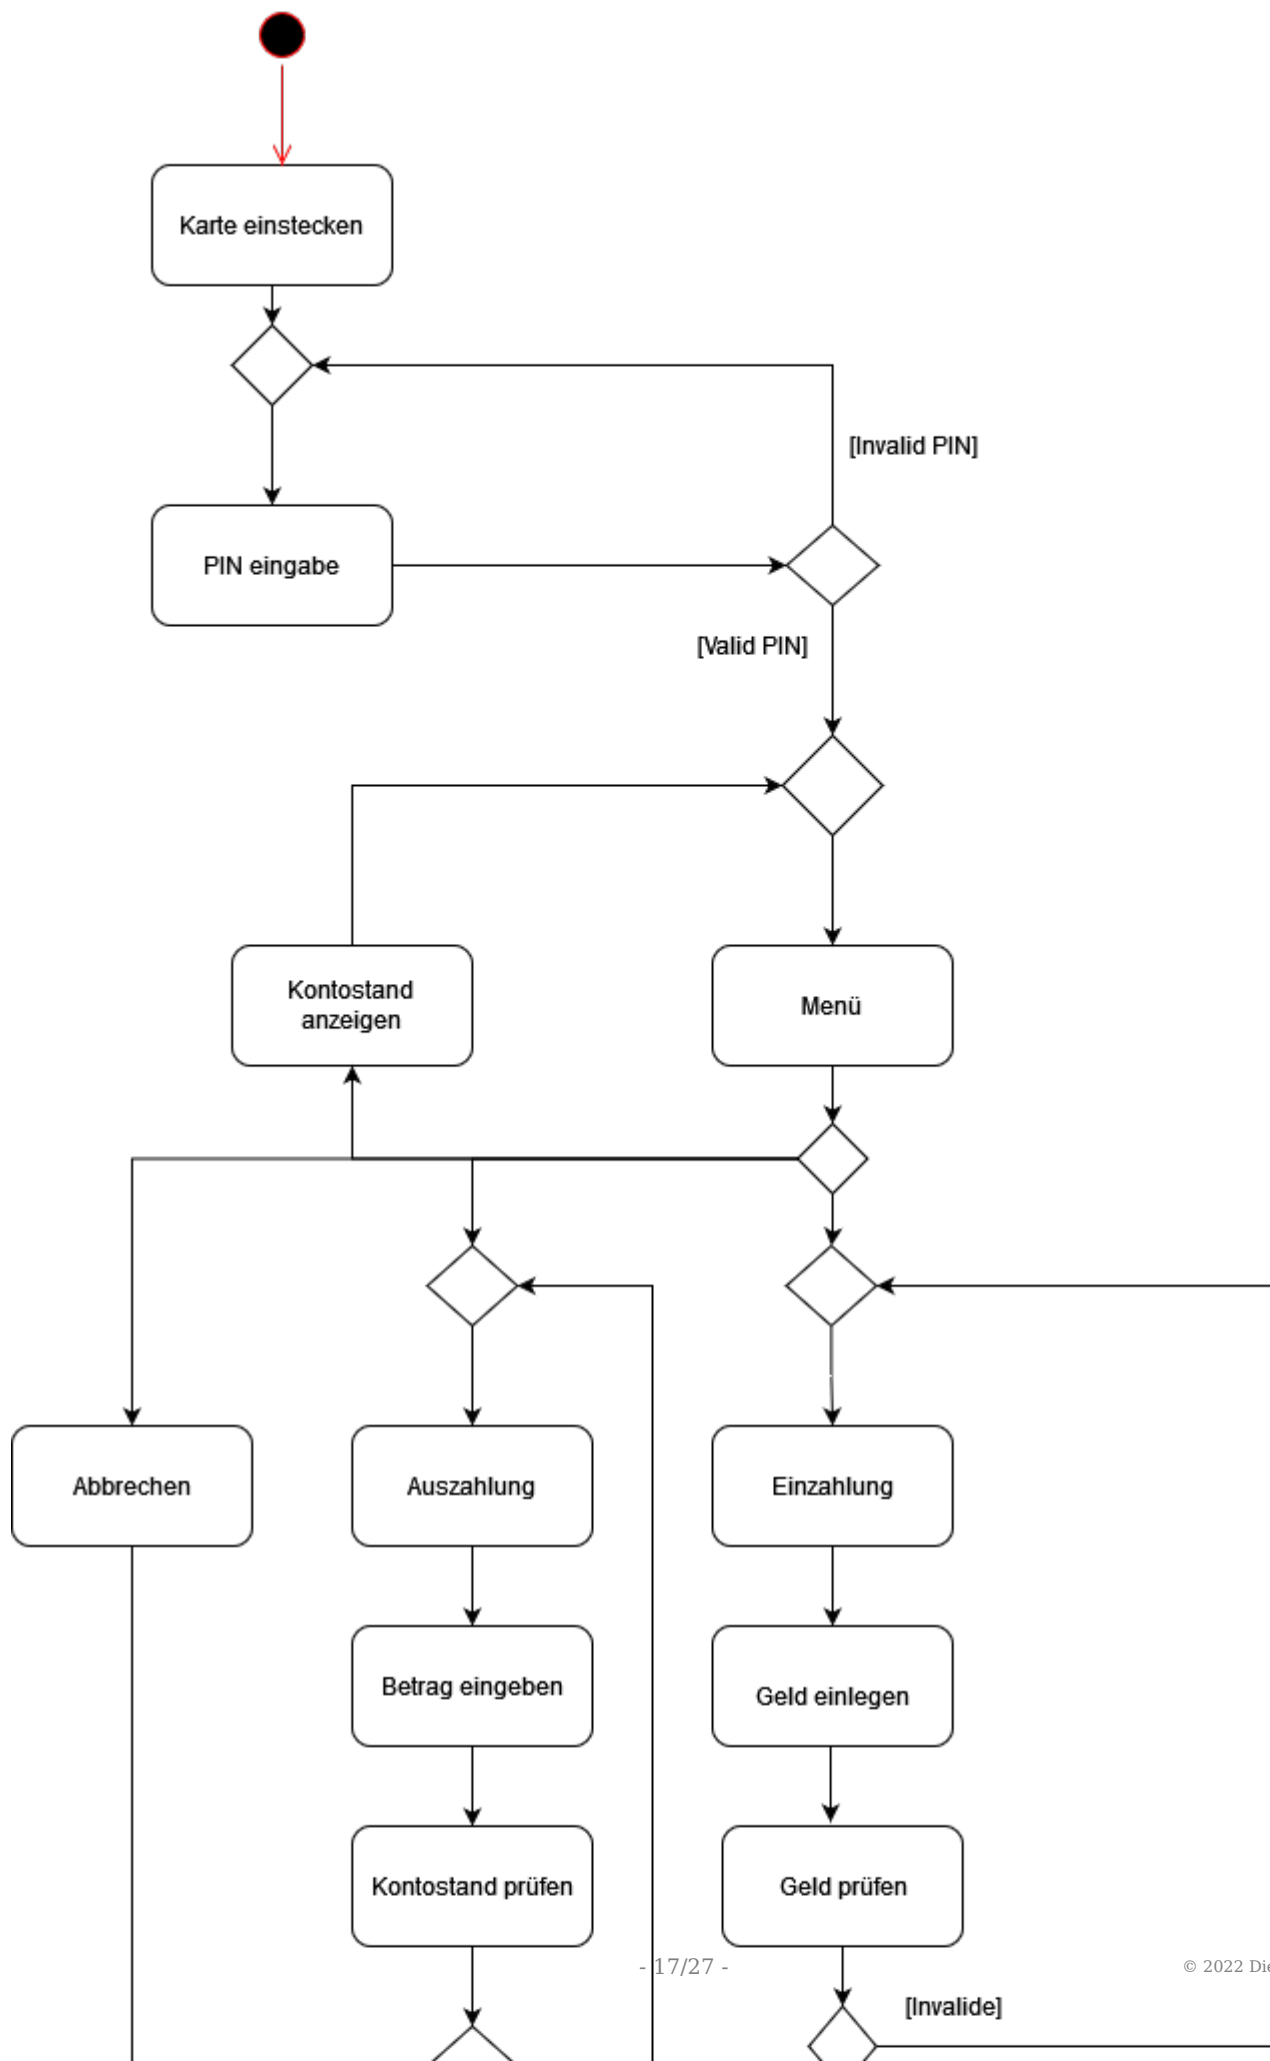 Karte einstecken
[Invalid PIN]
PIN eingabe
[Valid PIN]
Kontostand
anzeigen
Menü
Abbrechen
Auszahlung
Einzahlung
Betrag eingeben
Geld einlegen
Kontostand prüfen
Geld prüfen
- 17/27 -
© 2022 Die
[Invalide]